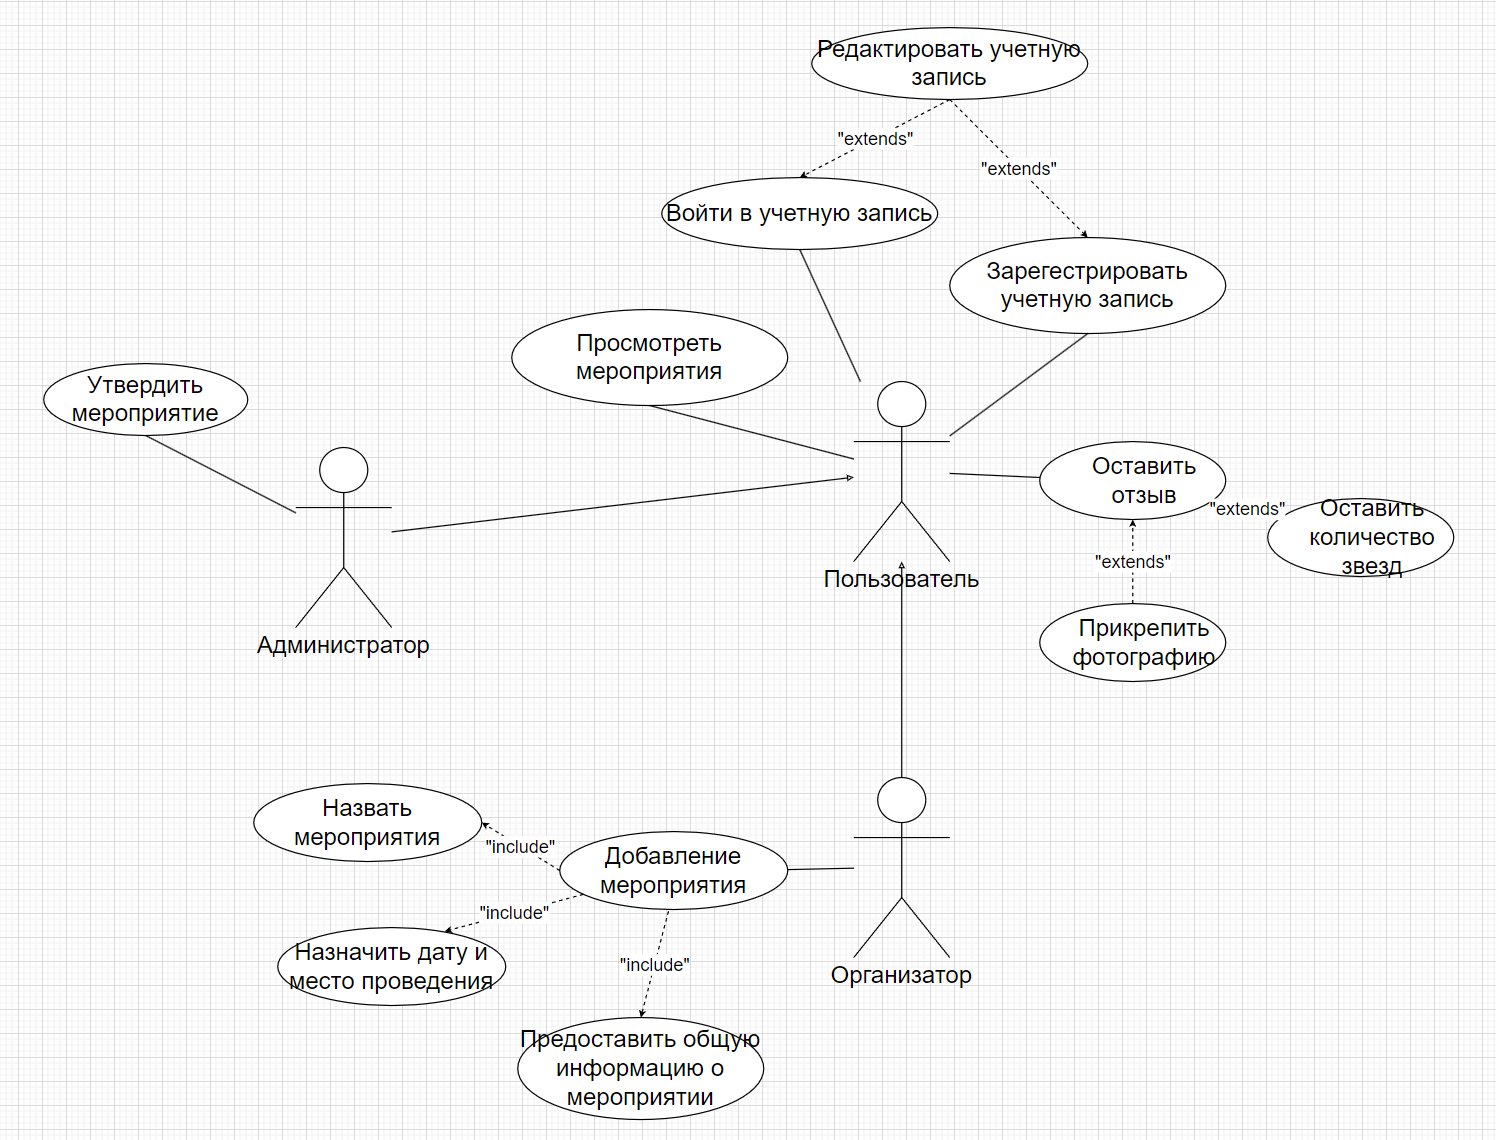 Редактировать учетную
запись
"extends"
"extends"
Войти в учетную запись
Зарегестрировать
учетную запись
Просмотреть
мероприятия
Утвердить
мероприятие
Оставить
отзыв
"extends"
Оставить
количество
звезд
"extends"
Пользователь
Прикрепить
фотографию
Администратор
Назвать
мероприятия
"include"
Добавление
мероприятия
"include"
Назначить дату и
место проведения
"include"
Организатор
Предоставить общую
информацию о
мероприятии